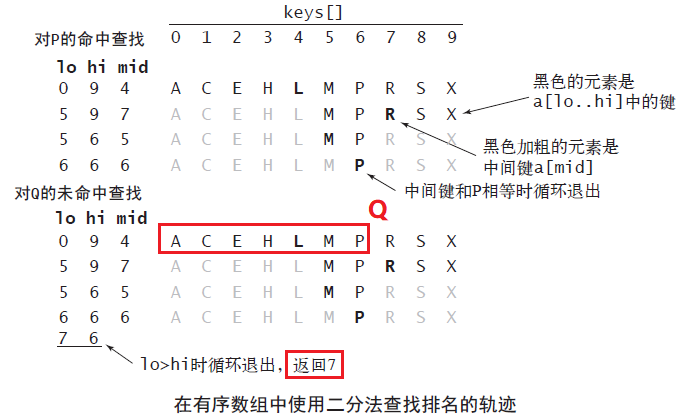 keys[]
对P的命中查找 0 1 2 3 4 5 6 7 8 9
lo hi mid
0 9 4 A C E H L M P R S X
5 9 7 A C E H L M P R S X
5 6 5 A C E H L M P R S X
6 6 6 A C E H L M P R S X
黑色的元素是
a[lo..hi]中的键
黑色加粗的元素是
中间键a[mid]
中间键和P相等时循环退出
对Q的未命中查找
Q
lo hi mid
0 9 4 A C E H L M P R S X
5 9 7 A C E H L M P R S X
5 6 5 A C E H L M P R S X
6 6 6 A C E H L M P R S X
7 6
lo>hi时循环退出，返回7
在有序数组中使用二分法查找排名的轨迹